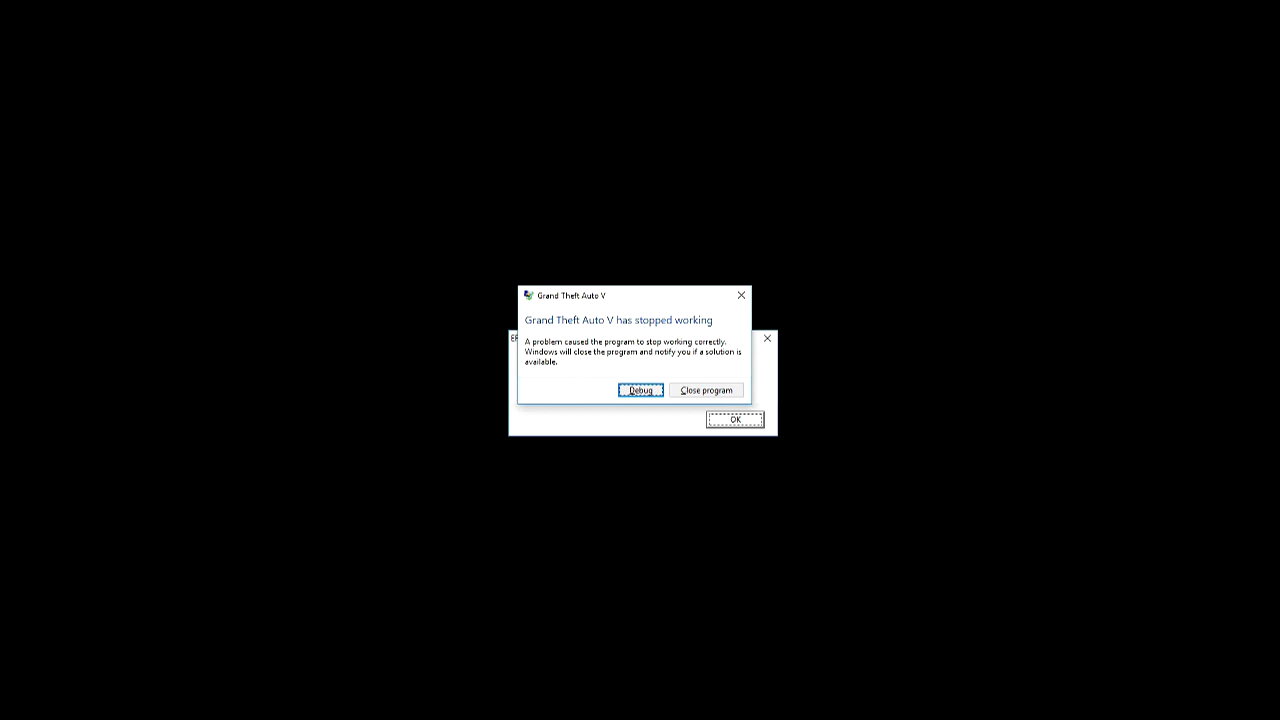 Grand Theft Auto V
Grand Theft Auto V has stopped working
A problem caused the program to stop working correctly.
Windows will close the program and notify you if a solution is
available.
Debug
Close program
OK